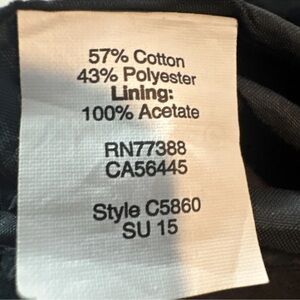 57% Cotton
43% Polyester
Lining:
100% Acetate
RN77388
CA56445
Style C5860
SU 15